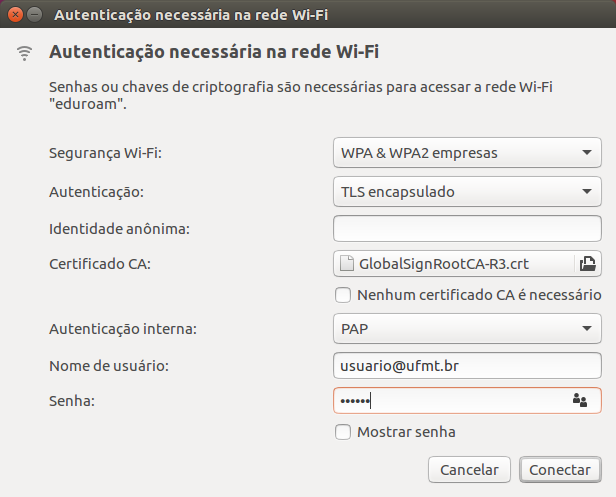 Autenticação necessária na rede Wi-Fi
Autenticação necessária na rede Wi-Fi
Senhas ou chaves de criptografia são necessárias para acessar a rede Wi-Fi
"eduroam".
Segurança Wi-Fi: WPA & WPA2 empresas
Autenticação: TLS encapsulado
Identidade anônima:
Certificado CA: GlobalSignRootCA-R3.crt
Nenhum certificado CA é necessário
Autenticação interna: PAP
Nome de usuário: usuario@ufmt.br
Senha: ••••••
Mostrar senha
Cancelar Conectar